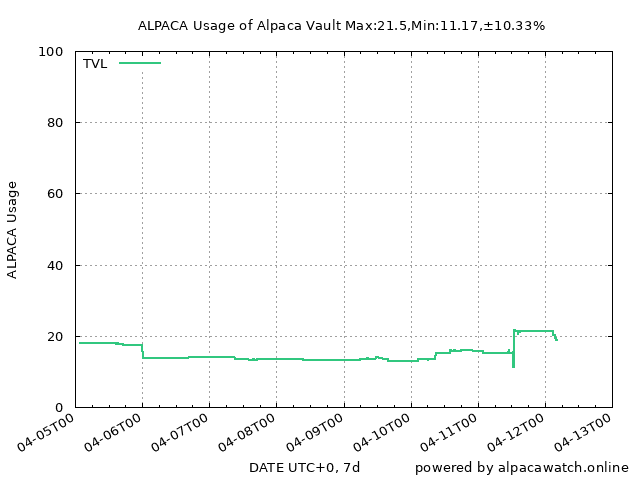 ALPACA Usage of Alpaca Vault Max:21.5,Min:11.17,±10.33%
100
TVL
80
60
ALPACA Usage
40
20
0
04-05T00 04-06T00 04-07T00 04-08T00 04-09T00 04-10T00 04-11T00 04-12T00 04-13T00
DATE UTC+0, 7d powered by alpacawatch.online